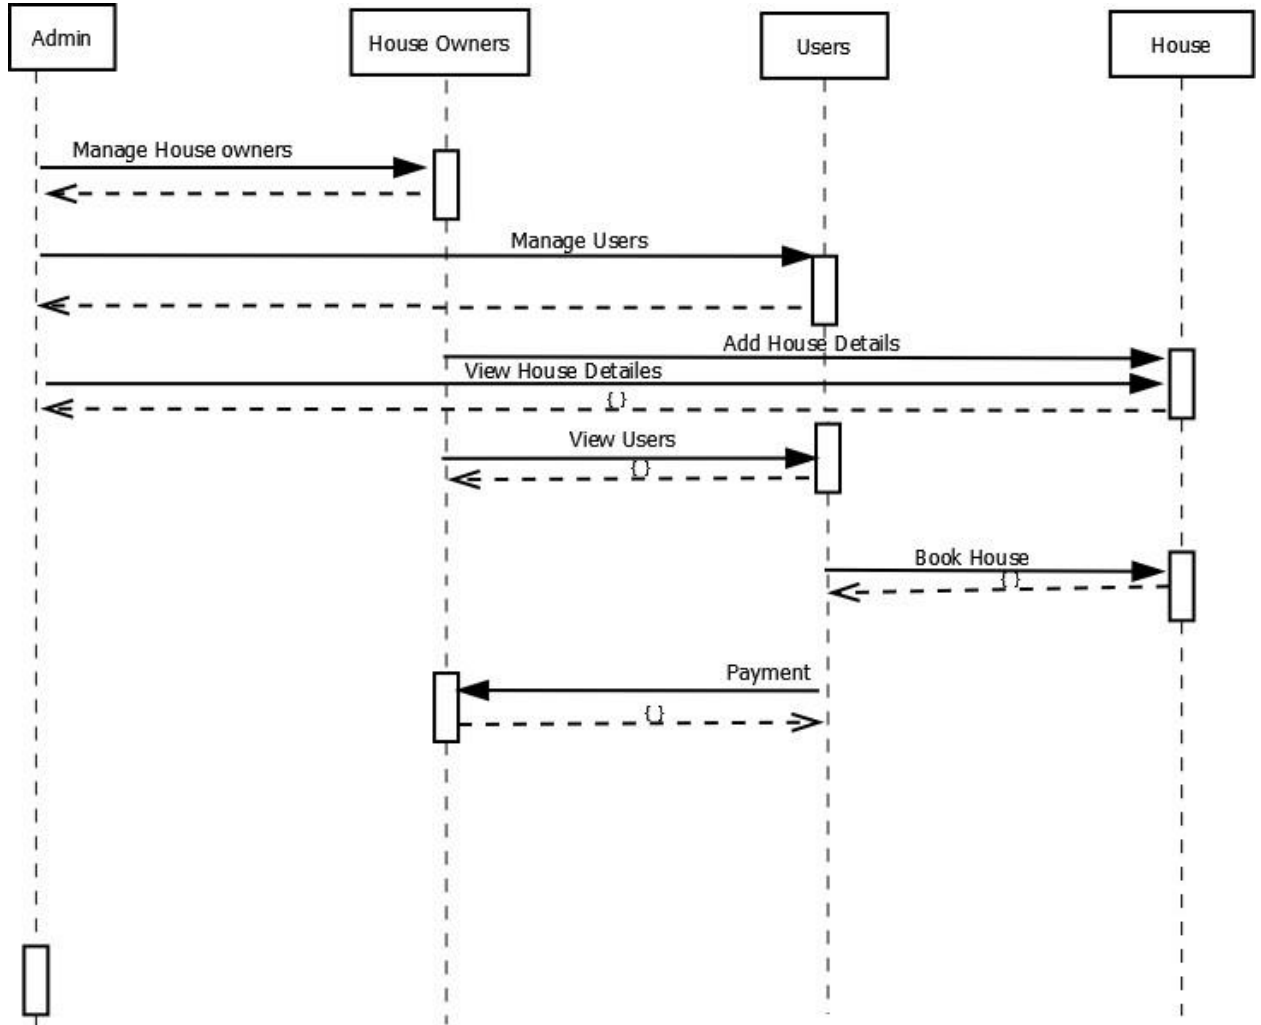 Admin
House Owners
Users
House
Manage House owners
Manage Users
Add House Details
View House Detailes
{ }
View Users
{ }
Book House
{ }
Payment
{ }